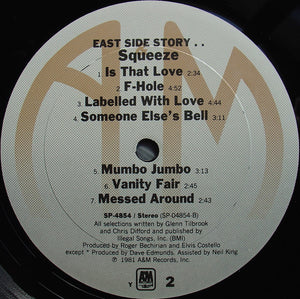 EAST SIDE STORY . .
Squeeze
1 Is That Love 2:34
2 F-Hole 4:52
3 Labelled With Love 4:44
4 Someone Else's Bell 3:11
5. Mumbo Jumbo 3:13
6. Vanity Fair 2:45
7. Messed Around 2:40
SP-4854 / Stereo (SP-04854-B)
All selections written by Glenn Tilbrook
and Chris Difford and published by
Illegal Songs, Inc. (BMI)
Produced by Roger Bechirian and Elvis Costello
except * Produced by Dave Edmonds. Assisted by Neil King
℗ 1981 A&M Records, Inc.
Y A&M 2